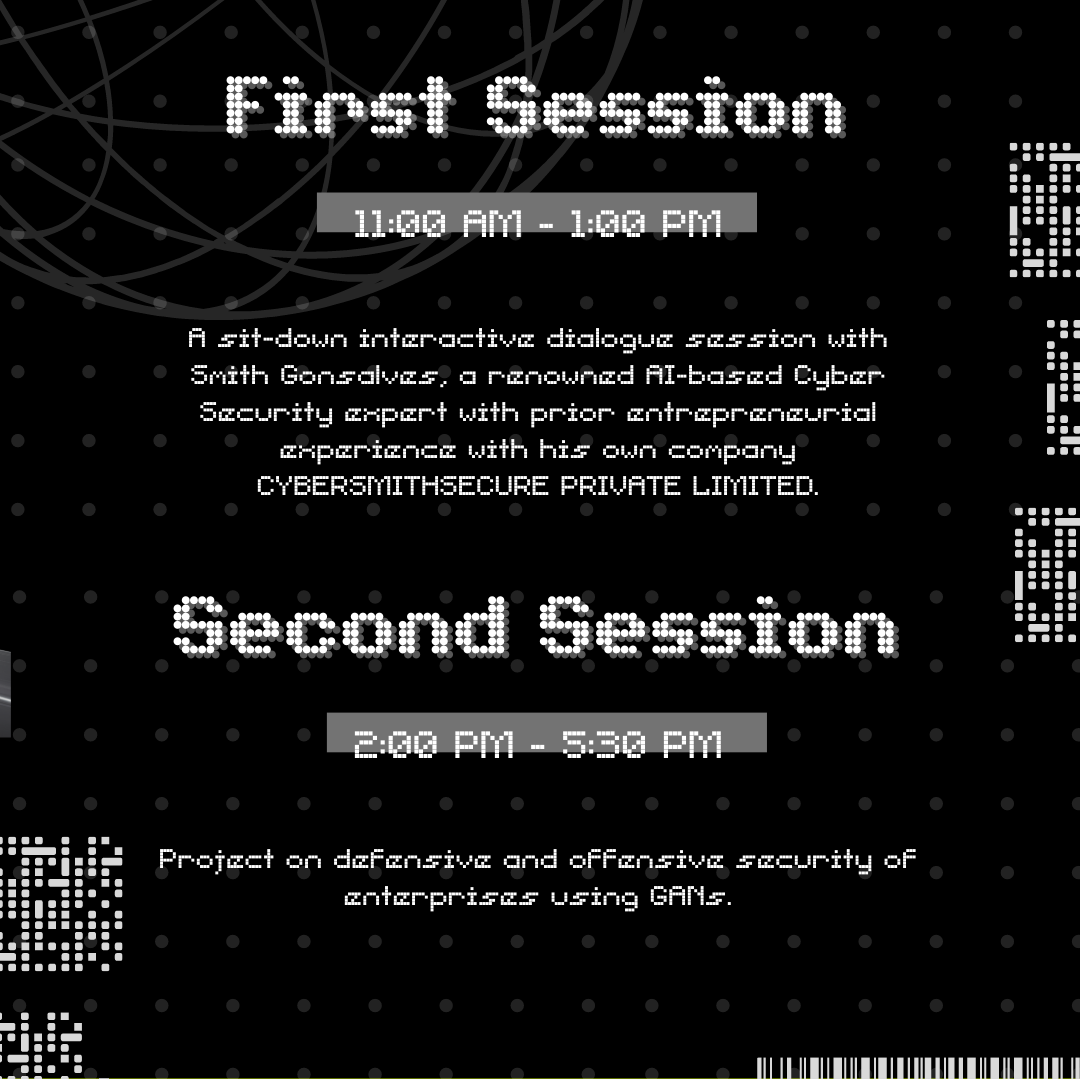 First Session
11:00 AM - 1:00 PM
A sit-down interactive dialogue session with
Smith Gonsalves, a renowned AI-based Cyber
Security expert with prior entrepreneurial
experience with his own company
CYBERSMITHSECURE PRIVATE LIMITED.
Second Session
2:00 PM - 5:30 PM
Project on defensive and offensive security of
enterprises using GANs.